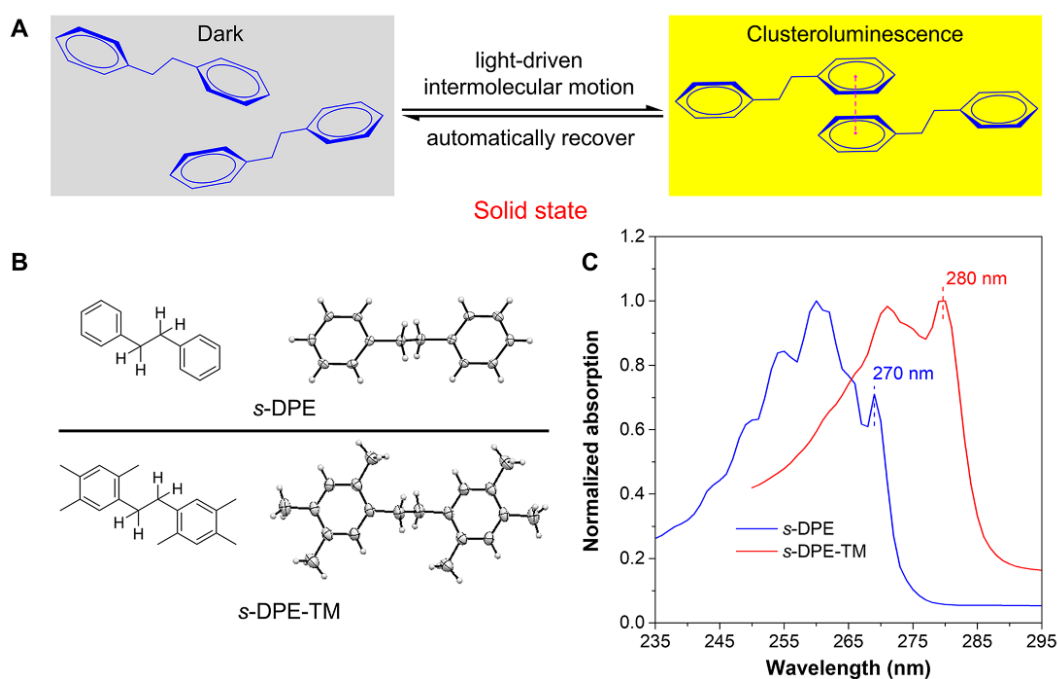 A
Dark
light-driven
intermolecular motion
automatically recover
Clusteroluminescence
Solid state
B
H
H
H
H
s-DPE
H
H
H
H
s-DPE-TM
C
1.2
1.0
0.8
0.6
0.4
0.2
0.0
Normalized absorption
280 nm
270 nm
s-DPE
s-DPE-TM
235 245 255 265 275 285 295
Wavelength (nm)